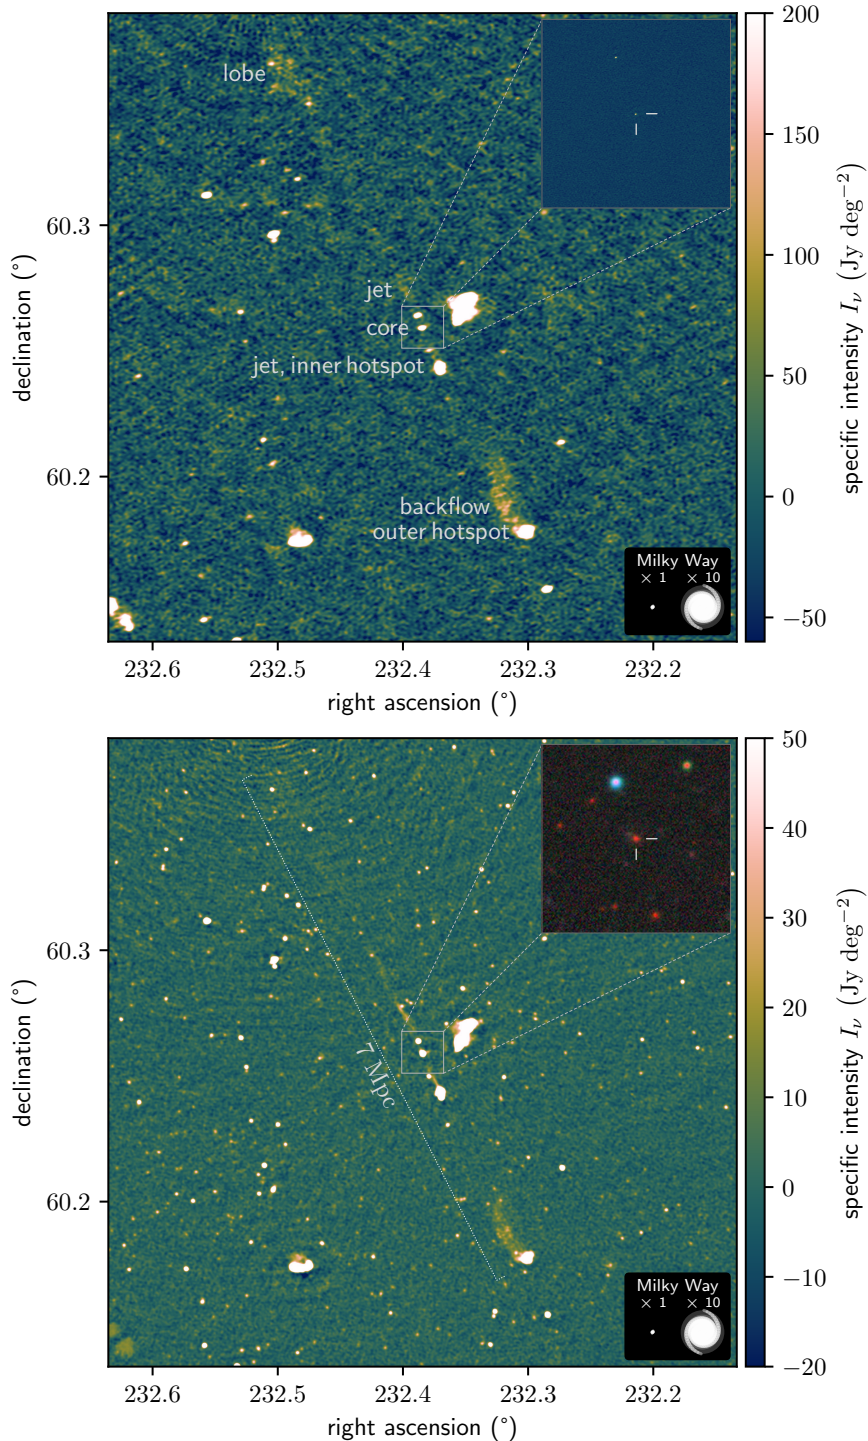 lobe
jet
core
jet, inner hotspot
backflow
outer hotspot
Milky Way
× 1 × 10
60.3
60.2
declination (°)
232.6 232.5 232.4 232.3 232.2
right ascension (°)
200
150
100
50
0
−50
specific intensity Iν (Jy deg−2)
7 Mpc
Milky Way
× 1 × 10
60.3
60.2
declination (°)
232.6 232.5 232.4 232.3 232.2
right ascension (°)
50
40
30
20
10
0
−10
−20
specific intensity Iν (Jy deg−2)